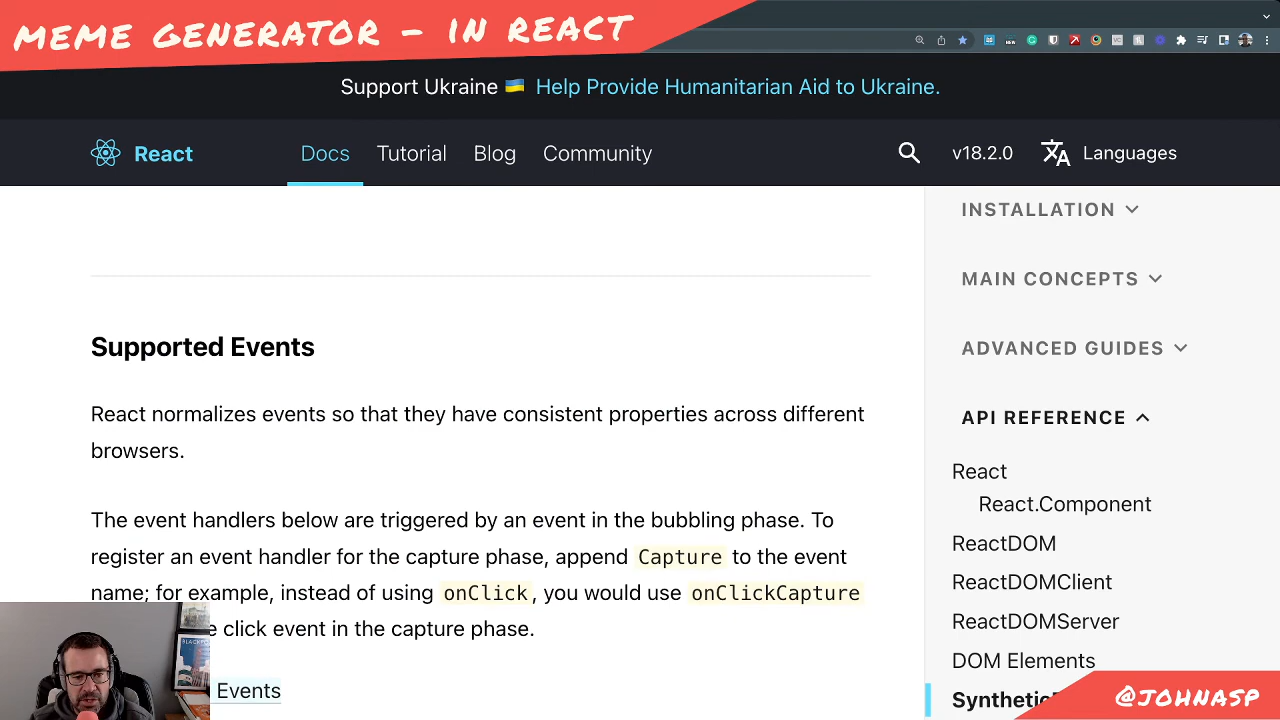 MEME GENERATOR - IN REACT
Support Ukraine 🇺🇦 Help Provide Humanitarian Aid to Ukraine.
React Docs Tutorial Blog Community v18.2.0 Languages
INSTALLATION
MAIN CONCEPTS
ADVANCED GUIDES
API REFERENCE
React
React.Component
ReactDOM
ReactDOMClient
ReactDOMServer
DOM Elements
Supported Events
React normalizes events so that they have consistent properties across different
browsers.
The event handlers below are triggered by an event in the bubbling phase. To
register an event handler for the capture phase, append Capture to the event
name; for example, instead of using onClick, you would use onClickCapture
click event in the capture phase.
Events
@JOHNASP